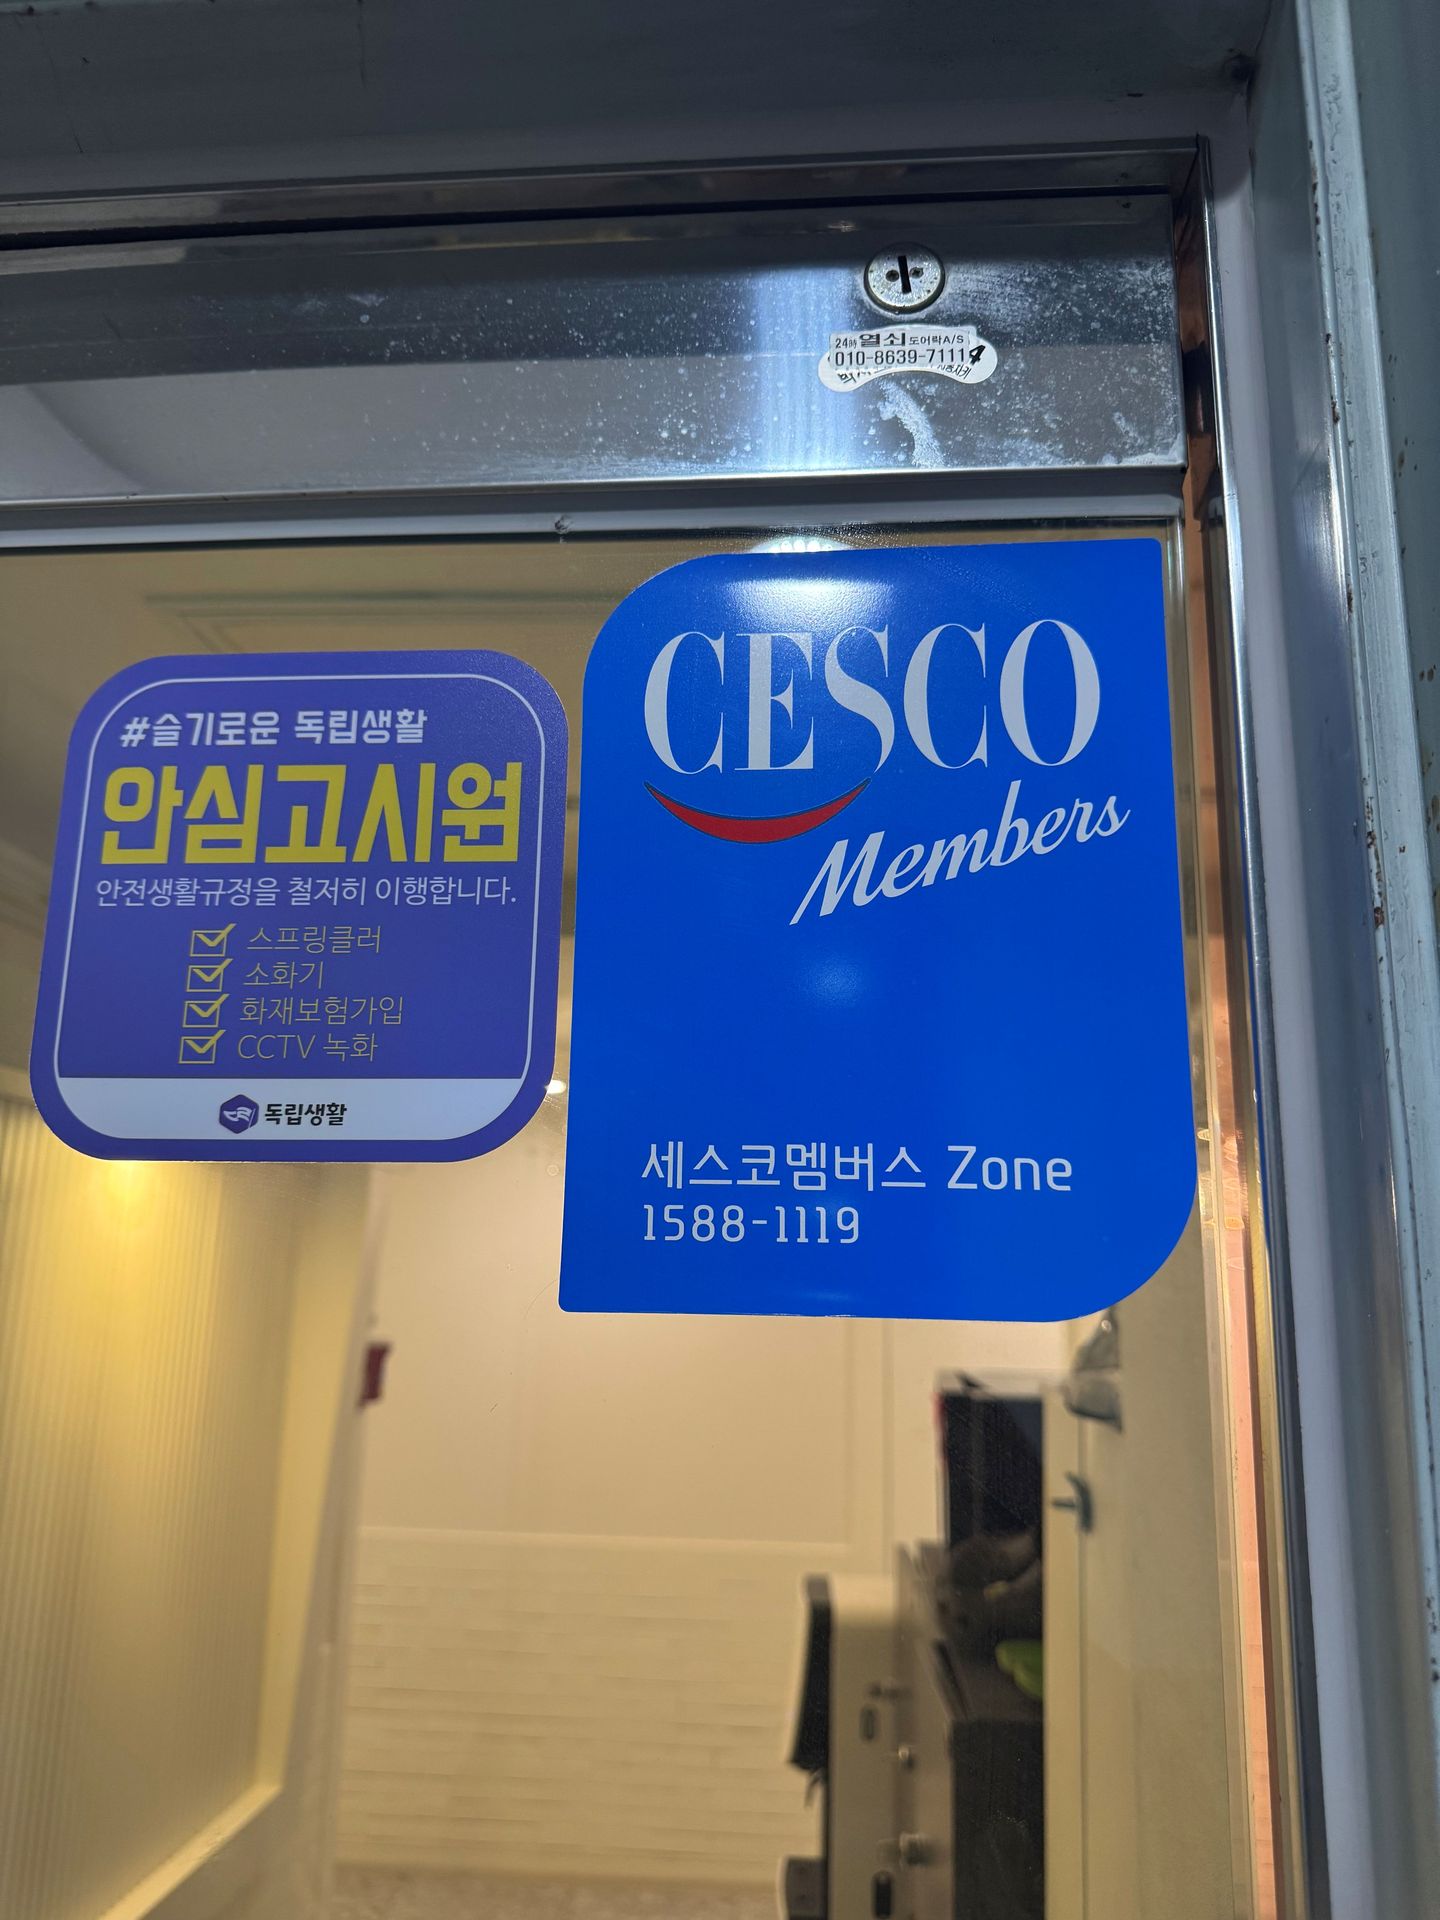 24時 열쇠 도어락A/S
010-8639-7111
#슬기로운 독립생활
안심고시원
안전생활규정을 철저히 이행합니다.
스프링클러
소화기
화재보험가입
CCTV 녹화
독립생활
CESCO
Members
세스코멤버스 Zone
1588-1119